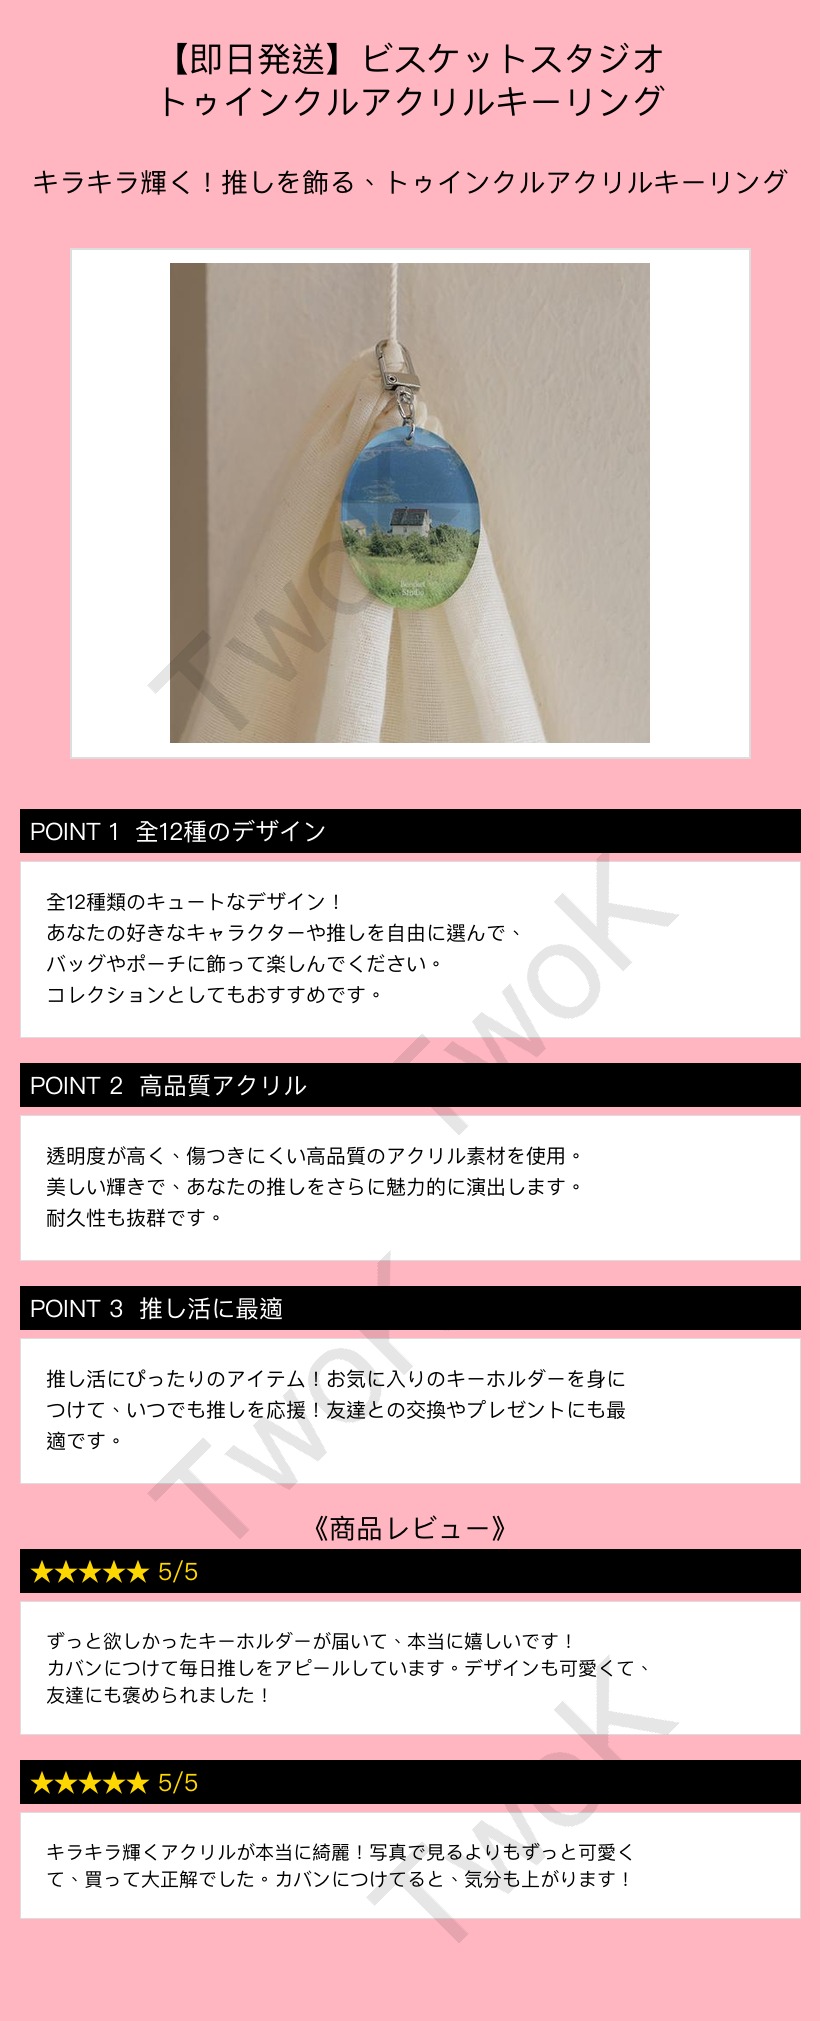 【即日発送】ビスケットスタジオ
トゥインクルアクリルキーリング
キラキラ輝く！推しを飾る、トゥインクルアクリルキーリング
TwoK
POINT 1 全12種のデザイン
全12種類のキュートなデザイン！
あなたの好きなキャラクターや推しを自由に選んで、
バッグやポーチに飾って楽しんでください。
コレクションとしてもおすすめです。
TwoK
POINT 2 高品質アクリル
透明度が高く、傷つきにくい高品質のアクリル素材を使用。
美しい輝きで、あなたの推しをさらに魅力的に演出します。
耐久性も抜群です。
POINT 3 推し活に最適
推し活にぴったりのアイテム！お気に入りのキーホルダーを身に
つけて、いつでも推しを応援！友達との交換やプレゼントにも最
適です。
TwoK
《商品レビュー》
★★★★★ 5/5
ずっと欲しかったキーホルダーが届いて、本当に嬉しいです！
カバンにつけて毎日推しをアピールしています。デザインも可愛くて、
友達にも褒められました！
★★★★★ 5/5
キラキラ輝くアクリルが本当に綺麗！写真で見るよりもずっと可愛く
て、買って大正解でした。カバンにつけてると、気分も上がります！
TwoK